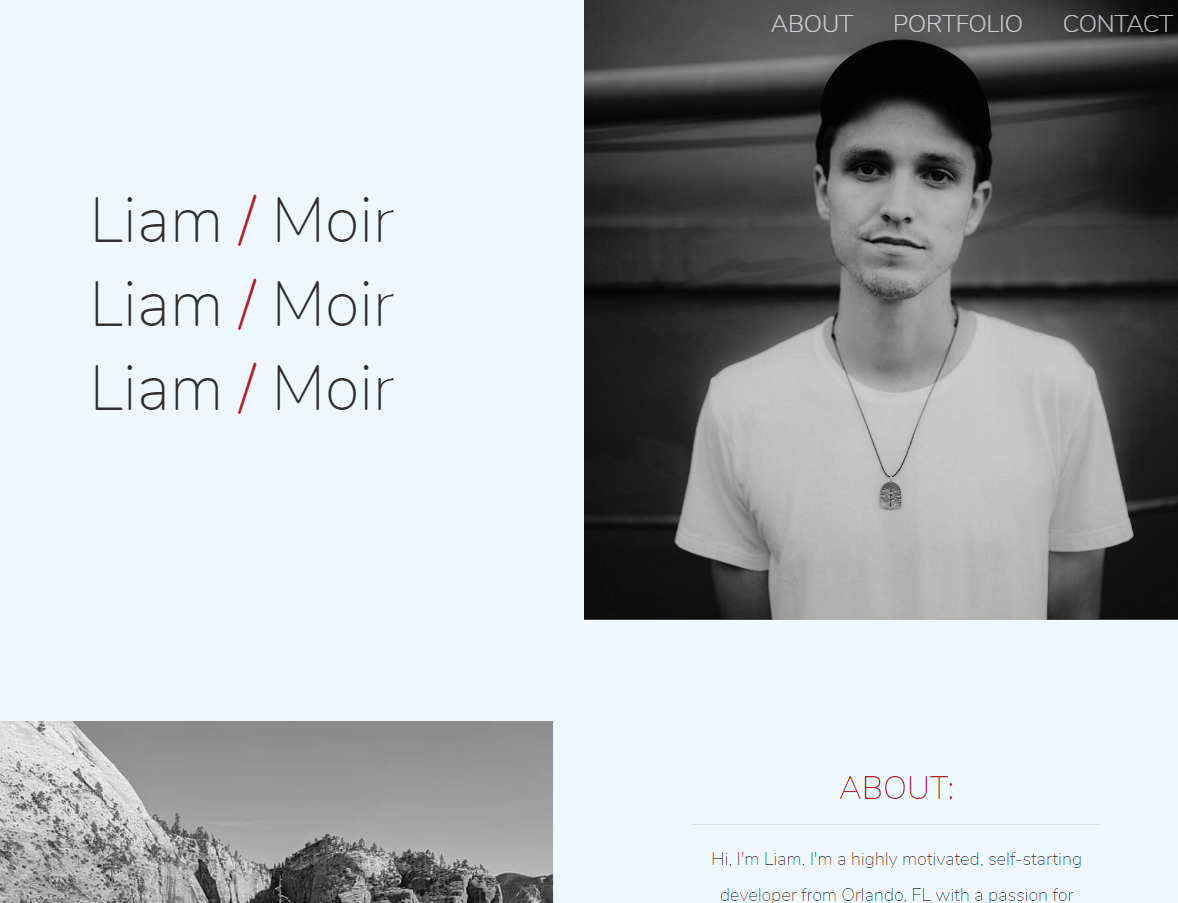 ABOUT PORTFOLIO CONTACT
Liam / Moir
Liam / Moir
Liam / Moir
ABOUT:
Hi, I'm Liam. I'm a highly motivated, self-starting
developer from Orlando, FL with a passion for